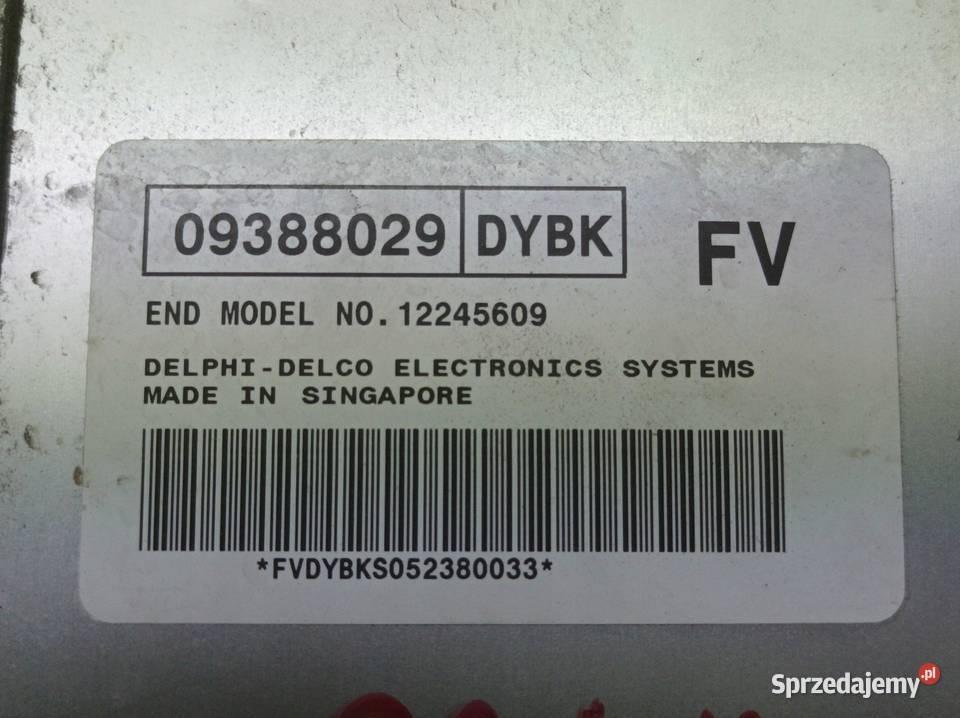 09388029 DYBK FV
END MODEL NO.12245609
DELPHI-DELCO ELECTRONICS SYSTEMS
MADE IN SINGAPORE
*FVDYBKS052380033*
Sprzedajemy.pl